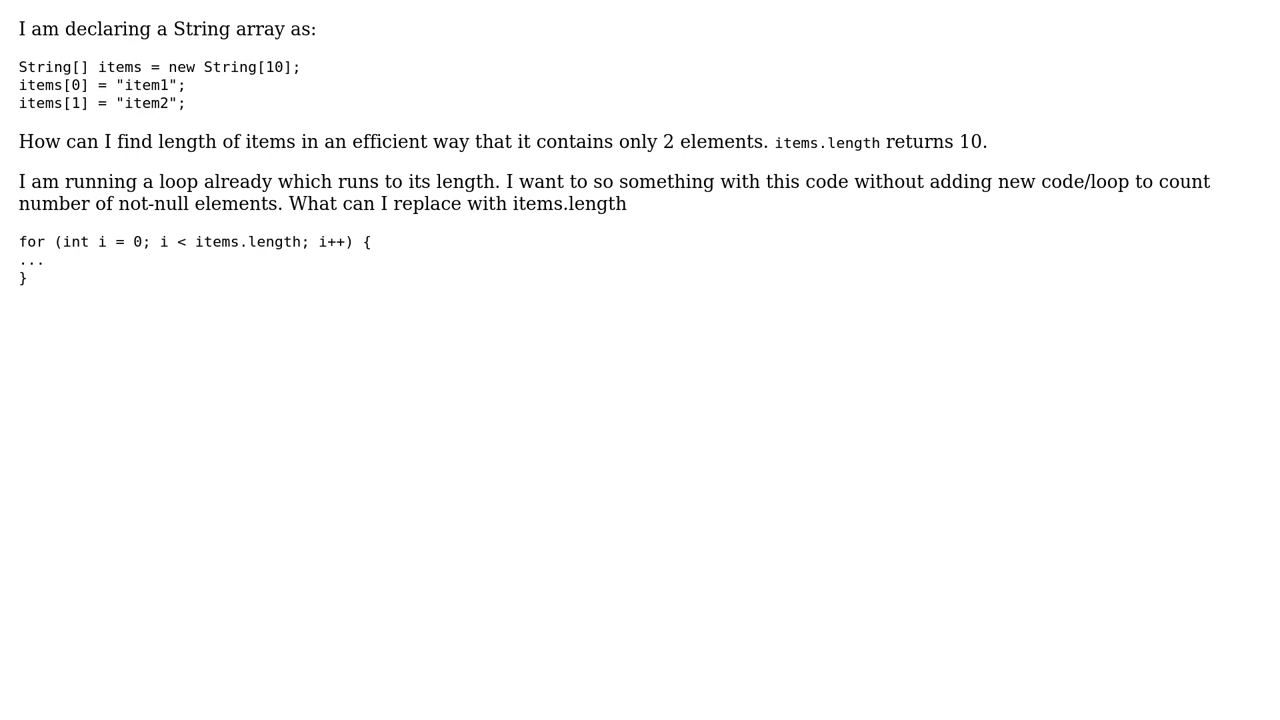 I am declaring a String array as:
String[] items = new String[10];
items[0] = "item1";
items[1] = "item2";
How can I find length of items in an efficient way that it contains only 2 elements. items.length returns 10.
I am running a loop already which runs to its length. I want to so something with this code without adding new code/loop to count
number of not-null elements. What can I replace with items.length
for (int i = 0; i < items.length; i++) {
...
}